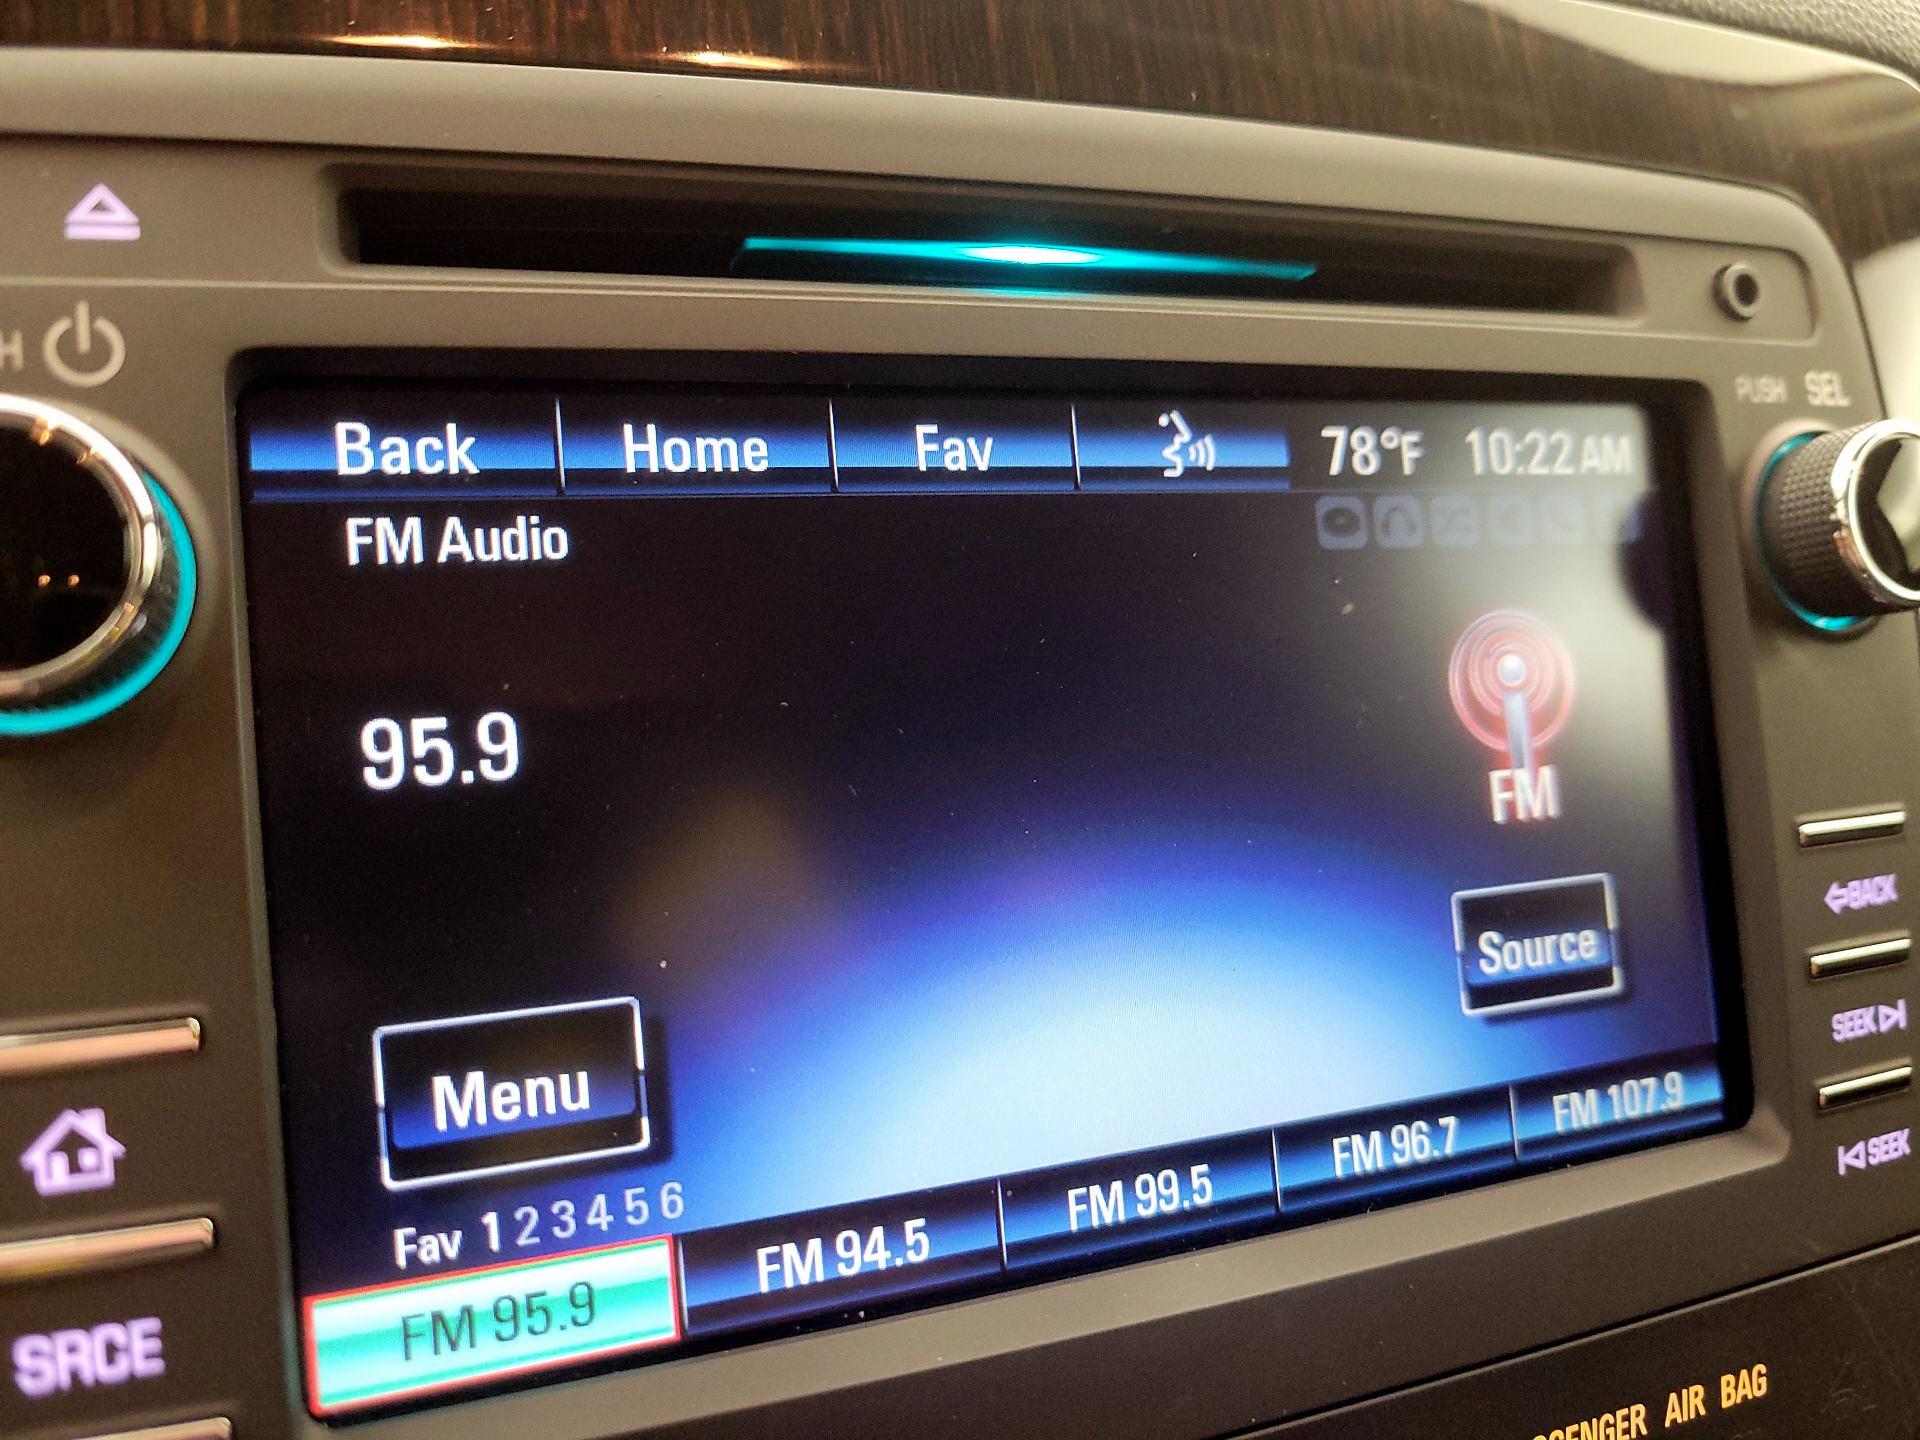 PUSH SEL
Back Home Fav 78°F 10:22 AM
FM Audio
95.9
FM
BACK
Source
SEEK
Menu
SEEK
Fav 1 2 3 4 5 6
FM 95.9 FM 94.5 FM 99.5 FM 96.7 FM 107.9
SRCE
AIR BAG